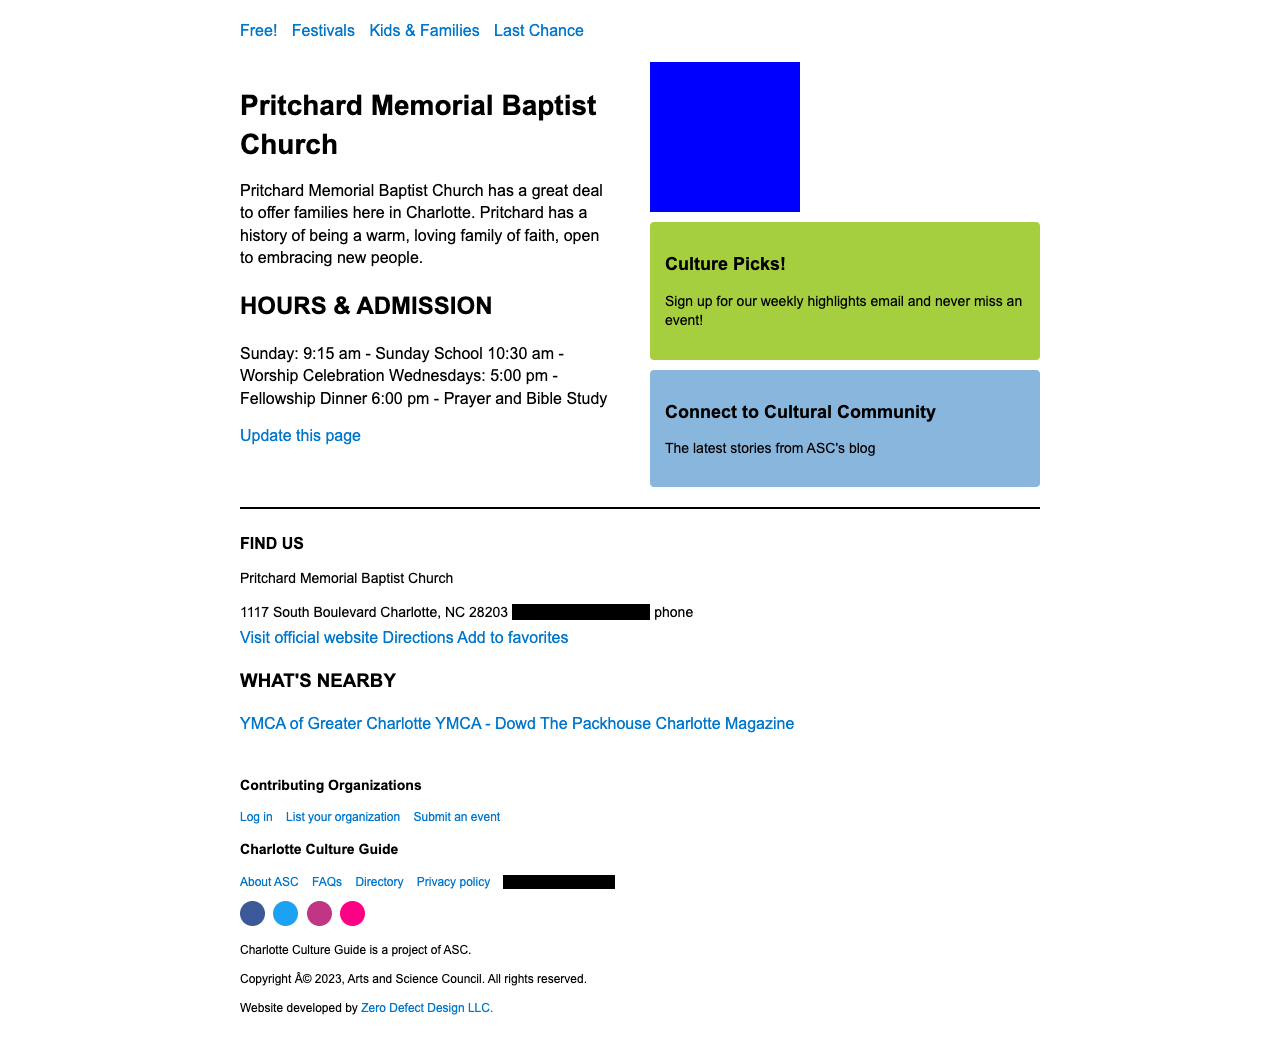 Free! Festivals Kids & Families Last Chance
Pritchard Memorial Baptist
Church
Pritchard Memorial Baptist Church has a great deal
to offer families here in Charlotte. Pritchard has a
history of being a warm, loving family of faith, open
to embracing new people.
HOURS & ADMISSION
Sunday: 9:15 am - Sunday School 10:30 am -
Worship Celebration Wednesdays: 5:00 pm -
Fellowship Dinner 6:00 pm - Prayer and Bible Study
Update this page
Culture Picks!
Sign up for our weekly highlights email and never miss an
event!
Connect to Cultural Community
The latest stories from ASC's blog
FIND US
Pritchard Memorial Baptist Church
1117 South Boulevard Charlotte, NC 28203 phone
Visit official website Directions Add to favorites
WHAT'S NEARBY
YMCA of Greater Charlotte YMCA - Dowd The Packhouse Charlotte Magazine
Contributing Organizations
Log in List your organization Submit an event
Charlotte Culture Guide
About ASC FAQs Directory Privacy policy
Charlotte Culture Guide is a project of ASC.
Copyright Â© 2023, Arts and Science Council. All rights reserved.
Website developed by Zero Defect Design LLC.